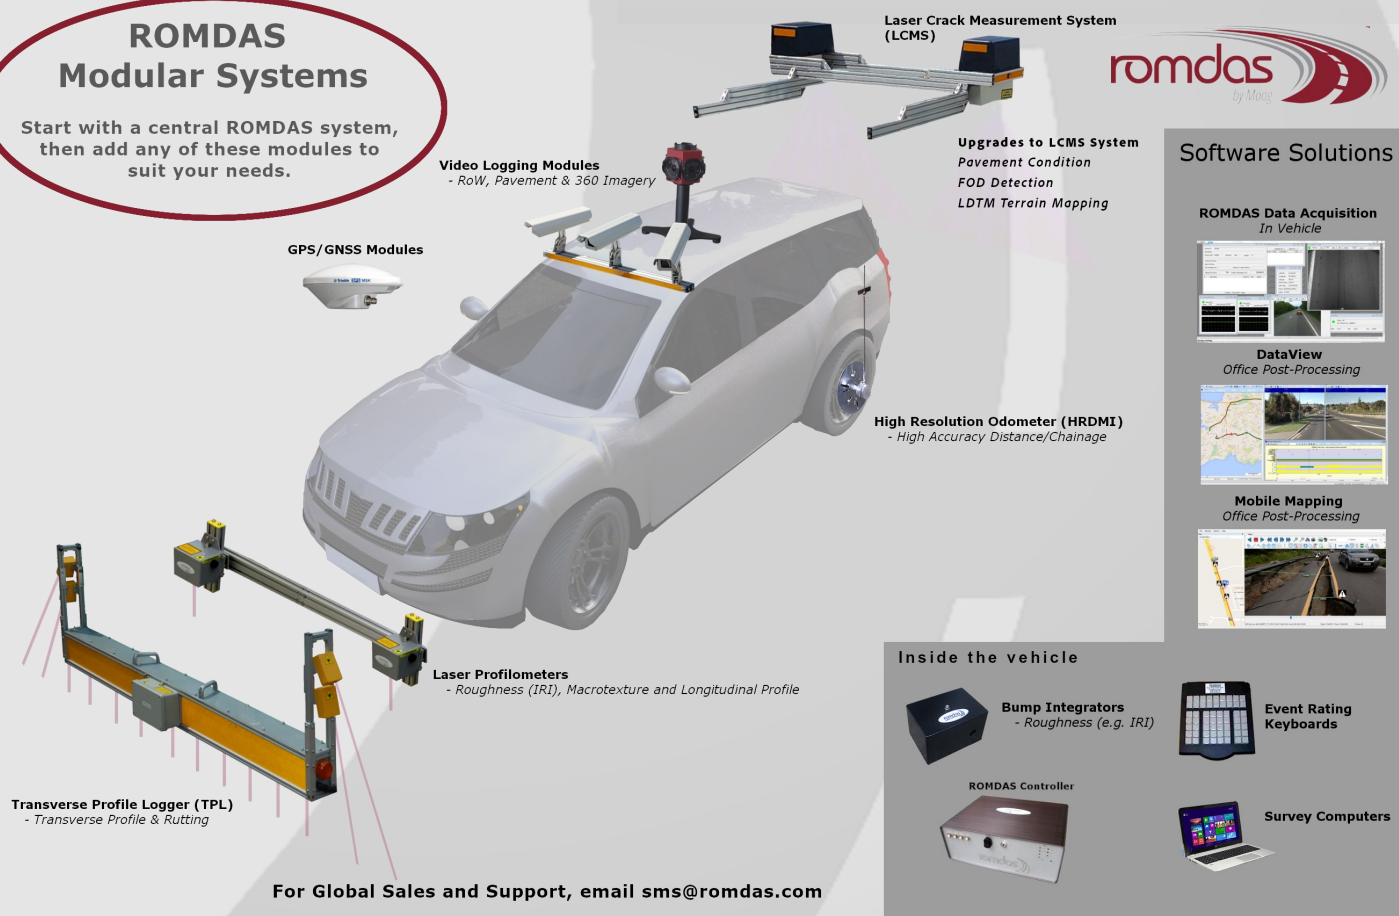 ROMDAS
Modular Systems
Start with a central ROMDAS system,
then add any of these modules to
suit your needs.
Laser Crack Measurement System
(LCMS)
romdas
by Moog
Upgrades to LCMS System
Pavement Condition
FOD Detection
LDTM Terrain Mapping
Video Logging Modules
- RoW, Pavement & 360 Imagery
GPS/GNSS Modules
Trimble
High Resolution Odometer (HRDMI)
- High Accuracy Distance/Chainage
Laser Profilometers
- Roughness (IRI), Macrotexture and Longitudinal Profile
Transverse Profile Logger (TPL)
- Transverse Profile & Rutting
Software Solutions
ROMDAS Data Acquisition
In Vehicle
DataView
Office Post-Processing
Mobile Mapping
Office Post-Processing
Inside the vehicle
Bump Integrators
- Roughness (e.g. IRI)
romdas
Event Rating
Keyboards
ROMDAS Controller
romdas
Survey Computers
For Global Sales and Support, email sms@romdas.com